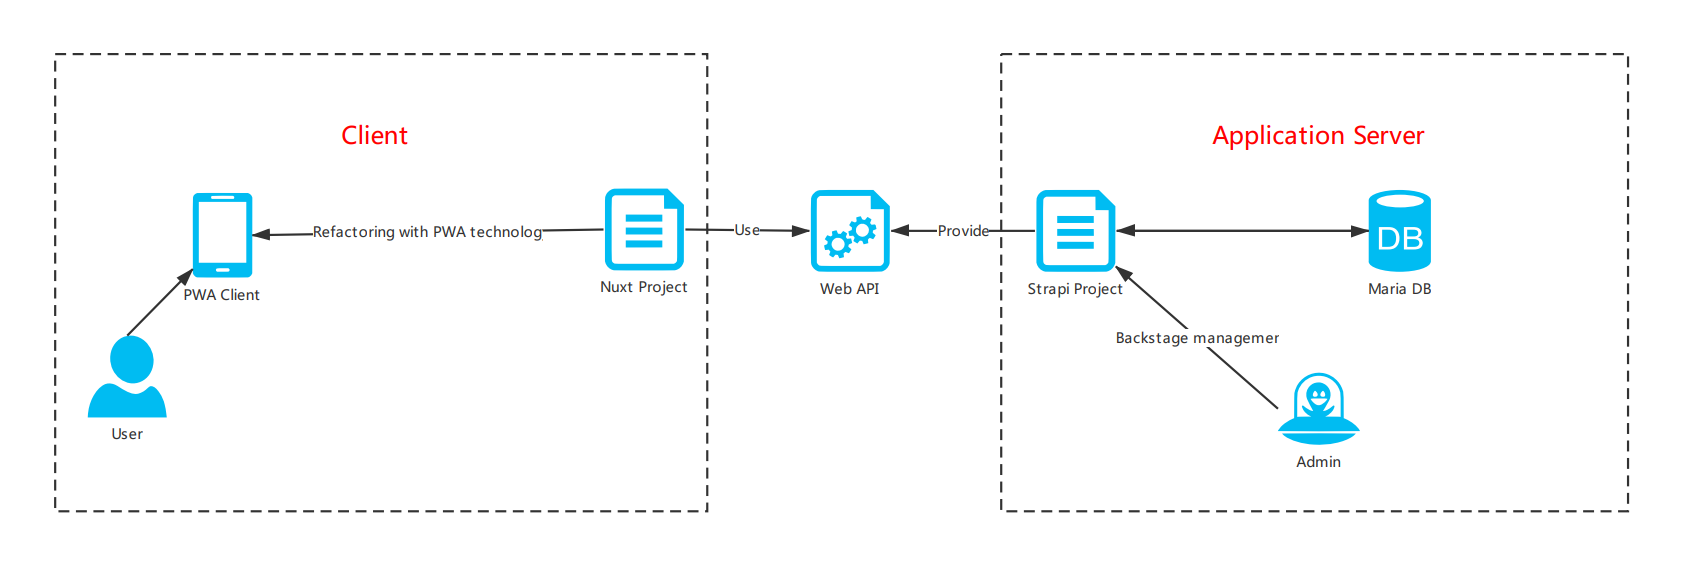 Client
Application Server
Refactoring with PWA technolog
Use
Provide
DB
PWA Client
Nuxt Project
Web API
Strapi Project
Maria DB
Backstage managemer
User
Admin